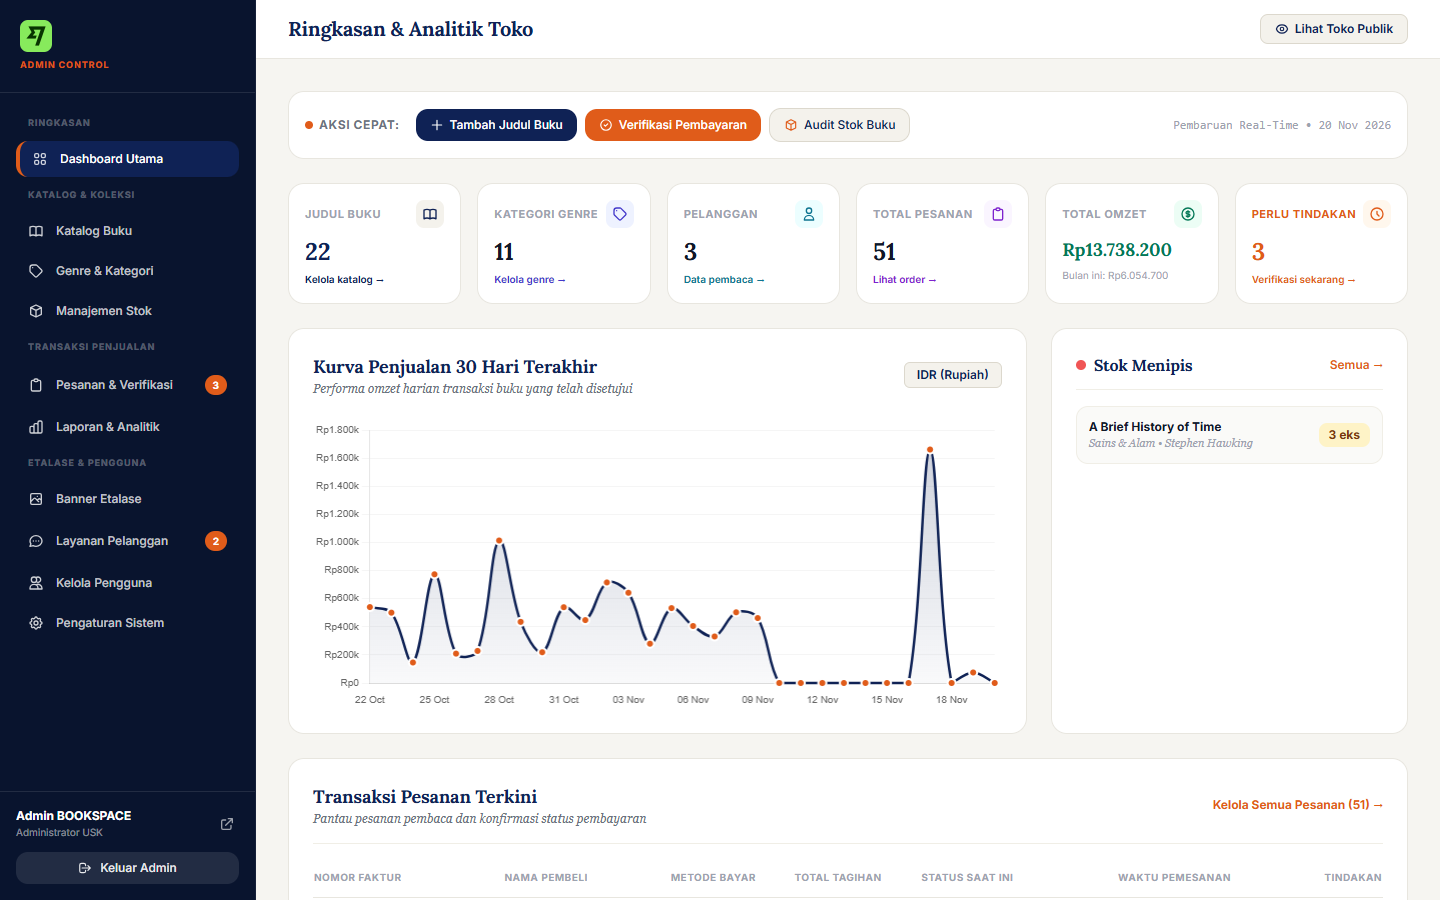 ADMIN CONTROL
RINGKASAN
Dashboard Utama
KATALOG & KOLEKSI
Katalog Buku
Genre & Kategori
Manajemen Stok
TRANSAKSI PENJUALAN
Pesanan & Verifikasi 3
Laporan & Analitik
ETALASE & PENGGUNA
Banner Etalase
Layanan Pelanggan 2
Kelola Pengguna
Pengaturan Sistem
Admin BOOKSPACE
Administrator USK
Keluar Admin
Ringkasan & Analitik Toko
Lihat Toko Publik
AKSI CEPAT: Tambah Judul Buku Verifikasi Pembayaran Audit Stok Buku
Pembaruan Real-Time • 20 Nov 2026
JUDUL BUKU
22
Kelola katalog →
KATEGORI GENRE
11
Kelola genre →
PELANGGAN
3
Data pembaca →
TOTAL PESANAN
51
Lihat order →
TOTAL OMZET
Rp13.738.200
Bulan ini: Rp6.054.700
PERLU TINDAKAN
3
Verifikasi sekarang →
Kurva Penjualan 30 Hari Terakhir
Performa omzet harian transaksi buku yang telah disetujui
IDR (Rupiah)
Rp1.800k
Rp1.600k
Rp1.400k
Rp1.200k
Rp1.000k
Rp800k
Rp600k
Rp400k
Rp200k
Rp0
22 Oct 25 Oct 28 Oct 31 Oct 03 Nov 06 Nov 09 Nov 12 Nov 15 Nov 18 Nov
Stok Menipis
Semua →
A Brief History of Time
Sains & Alam • Stephen Hawking
3 eks
Transaksi Pesanan Terkini
Pantau pesanan pembaca dan konfirmasi status pembayaran
Kelola Semua Pesanan (51) →
NOMOR FAKTUR NAMA PEMBELI METODE BAYAR TOTAL TAGIHAN STATUS SAAT INI WAKTU PEMESANAN TINDAKAN